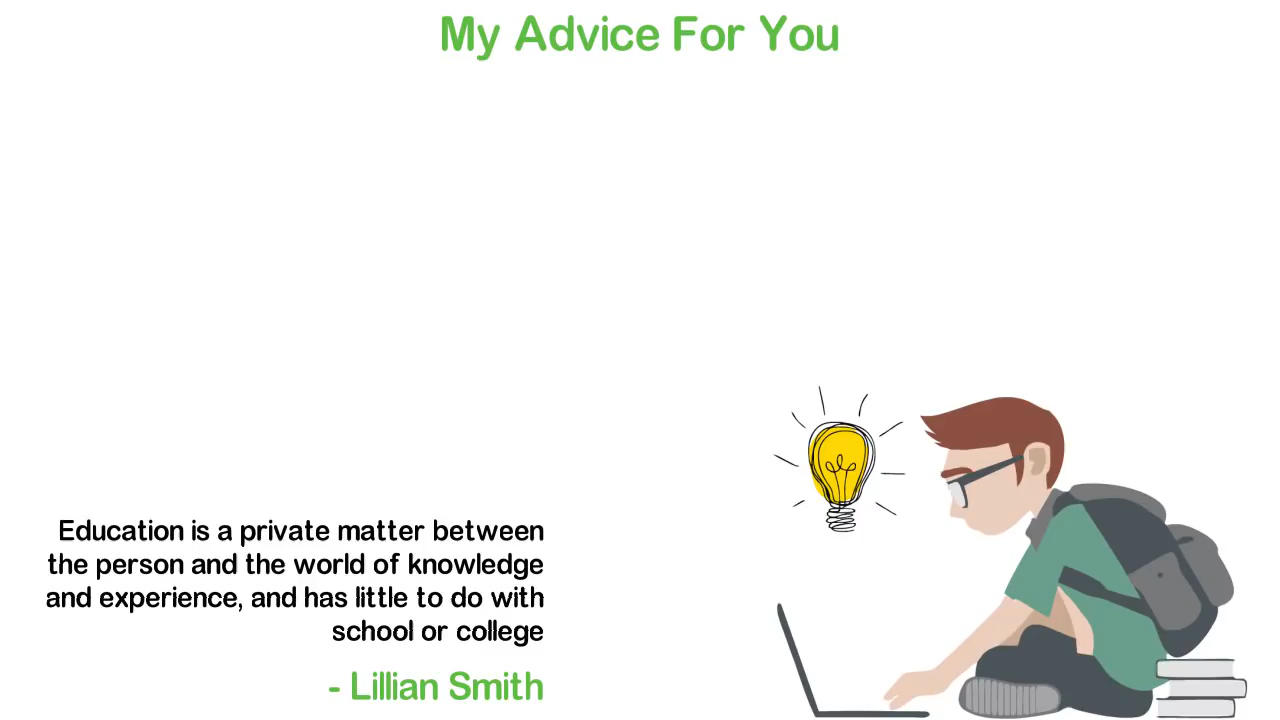 My Advice For You
Education is a private matter between
the person and the world of knowledge
and experience, and has little to do with
school or college
- Lillian Smith